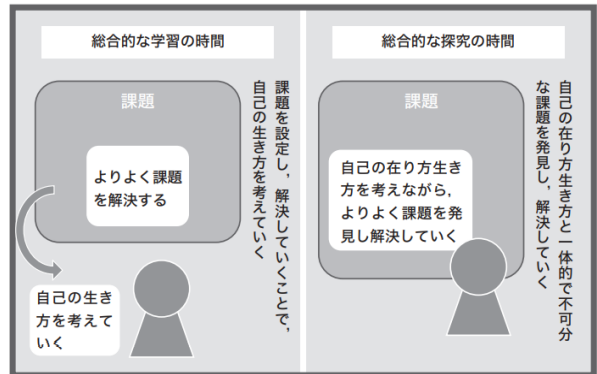 総合的な学習の時間
課題
よりよく課題
を解決する
自己の生き
方を考えて
いく
課題を設定し，解決していくことで，
自己の生き方を考えていく
総合的な探究の時間
課題
自己の在り方生き
方を考えながら，
よりよく課題を発
見し解決していく
自己の在り方生き方と一体的で不可分
な課題を発見し，解決していく